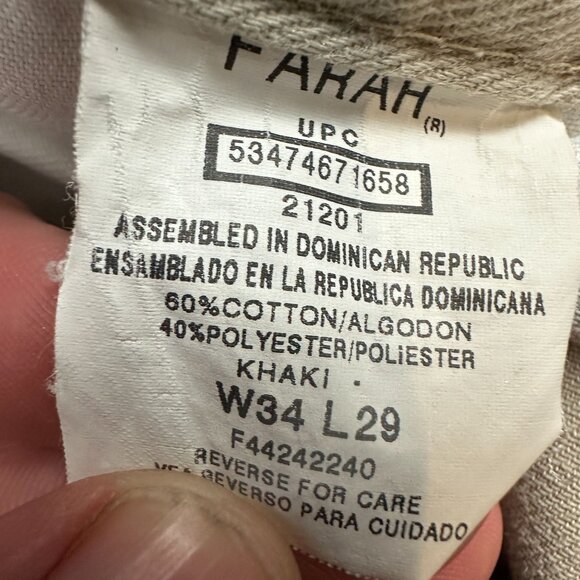 FARAH(R)
UPC
53474671658
21201
ASSEMBLED IN DOMINICAN REPUBLIC
ENSAMBLADO EN LA REPUBLICA DOMINICANA
60%COTTON/ALGODON
40%POLYESTER/POLIESTER
KHAKI .
W34 L29
F44242240
REVERSE FOR CARE
VEA REVERSO PARA CUIDADO